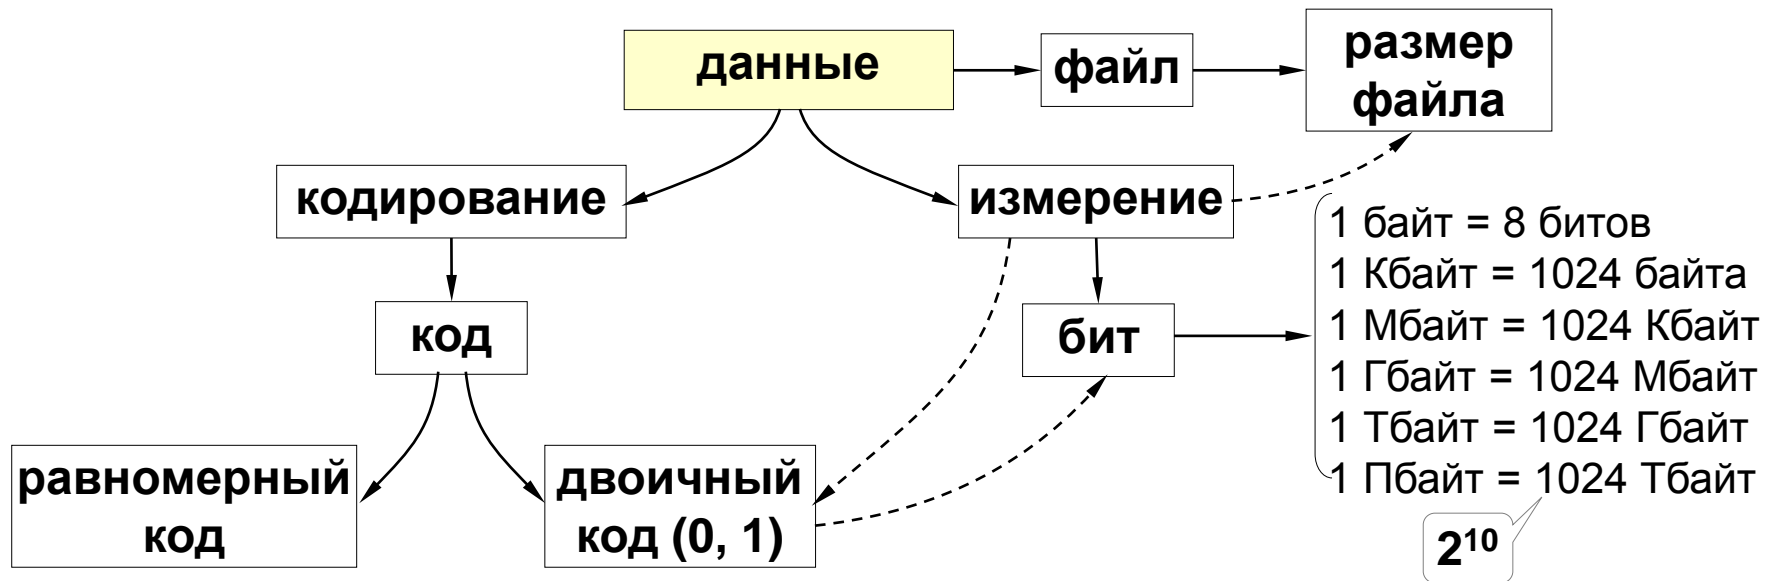 данные
файл
размер
файла
кодирование
измерение
1 байт = 8 битов
1 Кбайт = 1024 байта
1 Мбайт = 1024 Кбайт
1 Гбайт = 1024 Мбайт
1 Тбайт = 1024 Гбайт
1 Пбайт = 1024 Тбайт
код
бит
равномерный
код
двоичный
код (0, 1)
2¹⁰